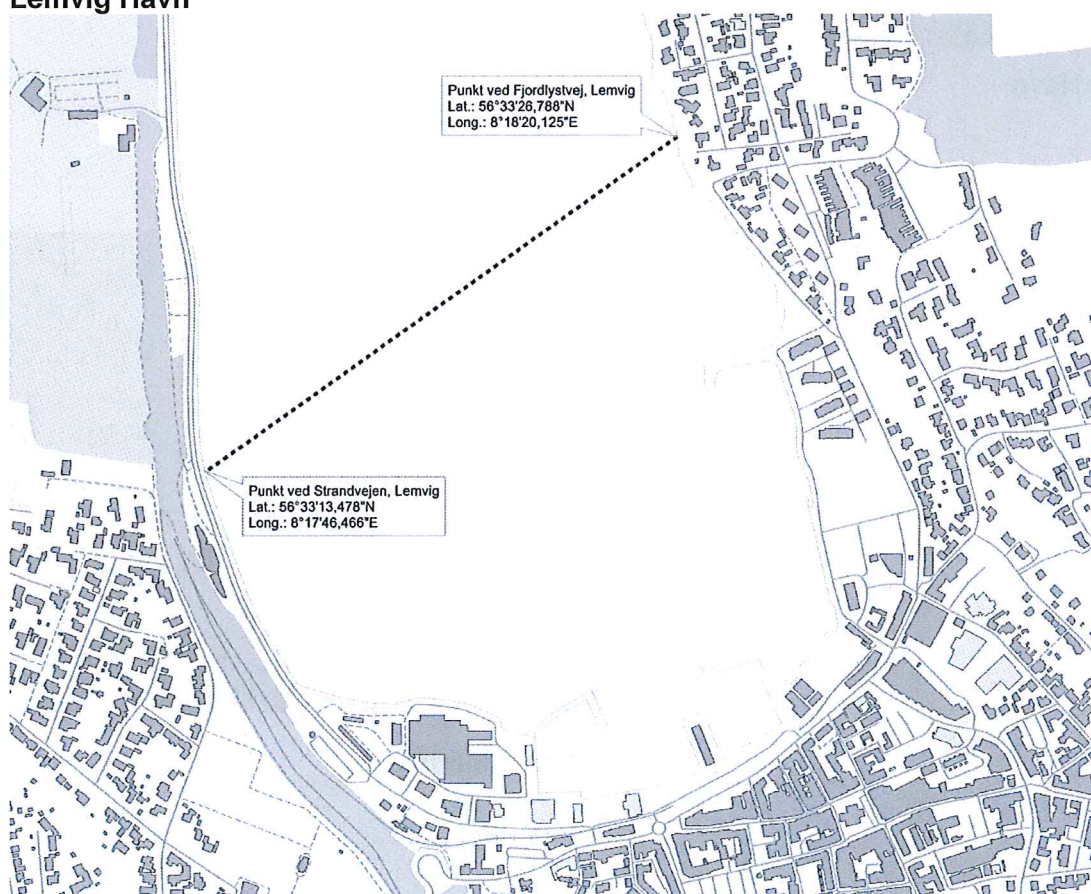 Lemvig Havn
Punkt ved Fjordlystvej, Lemvig
Lat.: 56°33'26,788"N
Long.: 8°18'20,125"E
Punkt ved Strandvejen, Lemvig
Lat.: 56°33'13,478"N
Long.: 8°17'46,466"E